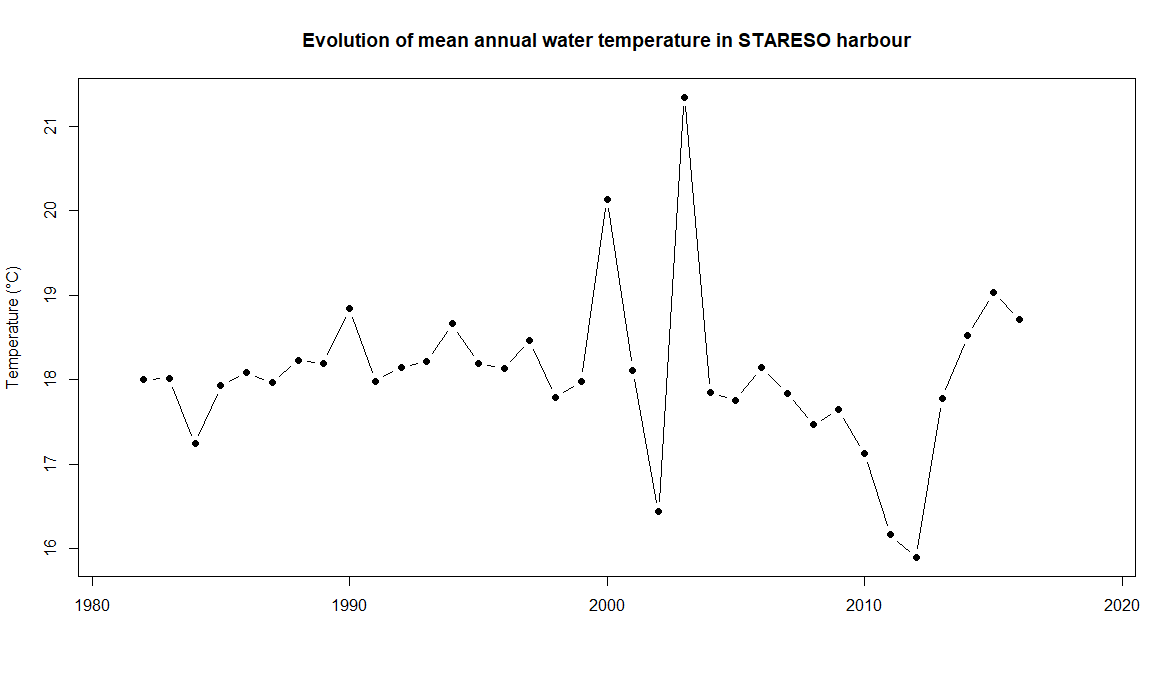 Evolution of mean annual water temperature in STARESO harbour
Temperature (°C)
21
20
19
18
17
16
1980 1990 2000 2010 2020